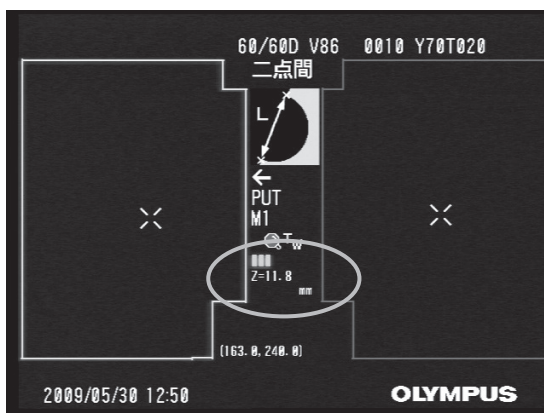 60/60D V86 0010 Y70T020
二点間
L
←
PUT
M1
T
W
Z=11.8
mm
(163.0,240.0)
2009/05/30 12:50 OLYMPUS